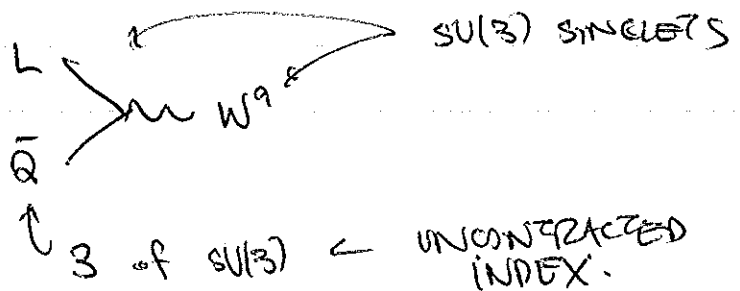 SU(3) SINGLETS
L
W^a
Q̄
3 of SU(3) ← UNCONTRACTED
INDEX.